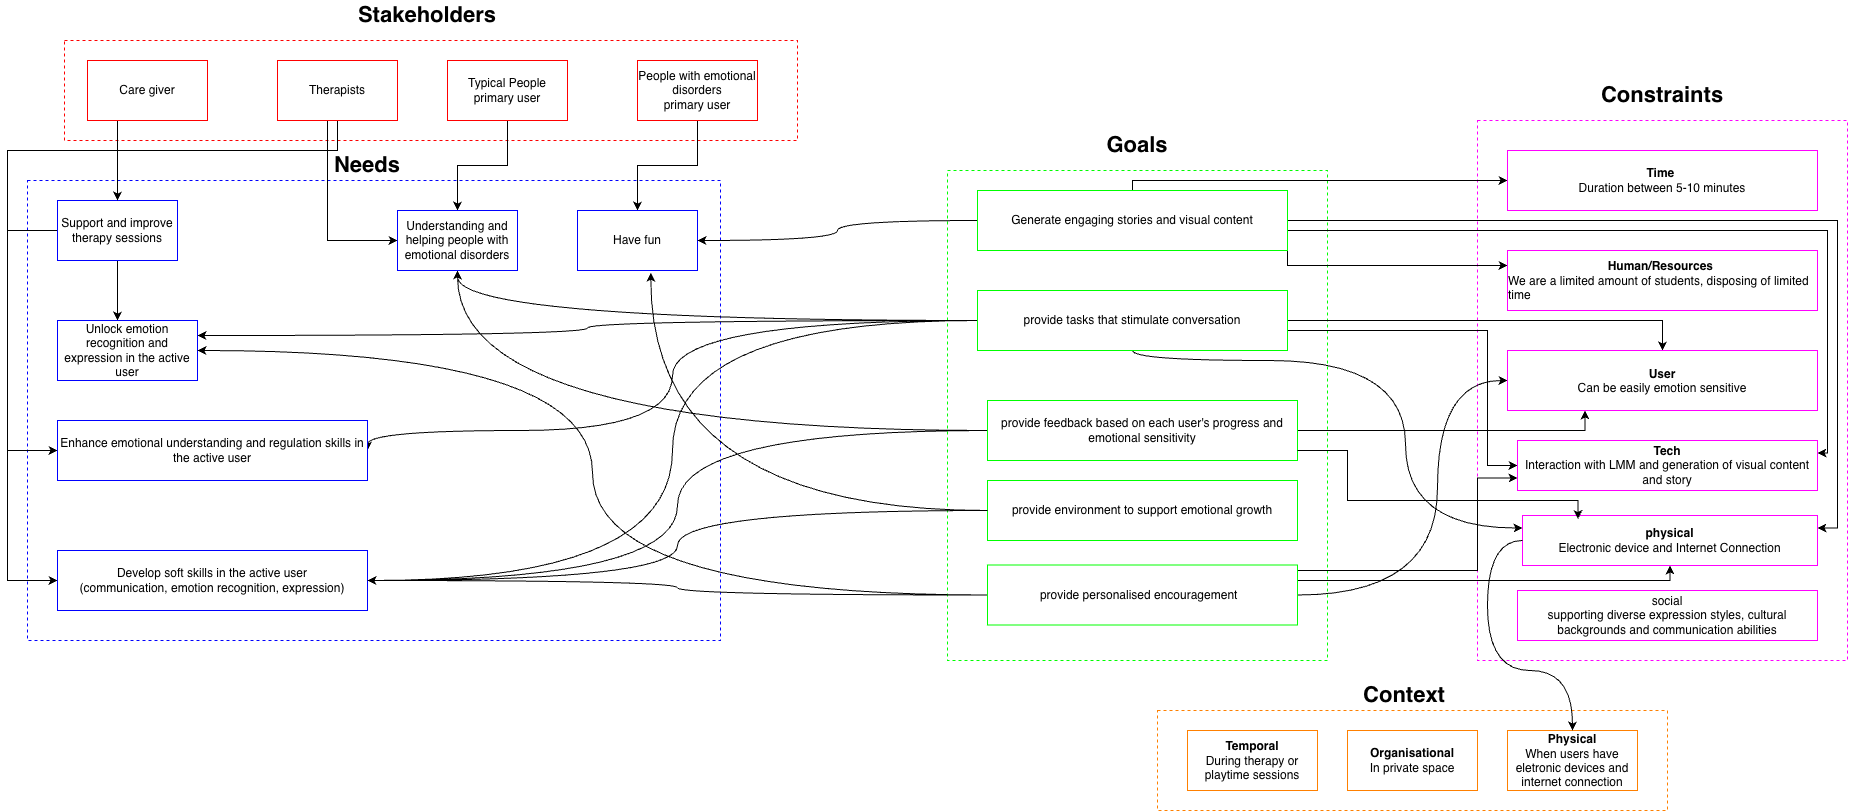 Stakeholders
Care giver
Therapists
Typical People
primary user
People with emotional
disorders
primary user
Needs
Support and improve
therapy sessions
Understanding and
helping people with
emotional disorders
Have fun
Unlock emotion
recognition and
expression in the active
user
Enhance emotional understanding and regulation skills in
the active user
Develop soft skills in the active user
(communication, emotion recognition, expression)
Goals
Generate engaging stories and visual content
provide tasks that stimulate conversation
provide feedback based on each user's progress and
emotional sensitivity
provide environment to support emotional growth
provide personalised encouragement
Constraints
Time
Duration between 5-10 minutes
Human/Resources
We are a limited amount of students, disposing of limited
time
User
Can be easily emotion sensitive
Tech
Interaction with LMM and generation of visual content
and story
physical
Electronic device and Internet Connection
social
supporting diverse expression styles, cultural
backgrounds and communication abilities
Context
Temporal
During therapy or
playtime sessions
Organisational
In private space
Physical
When users have
eletronic devices and
internet connection